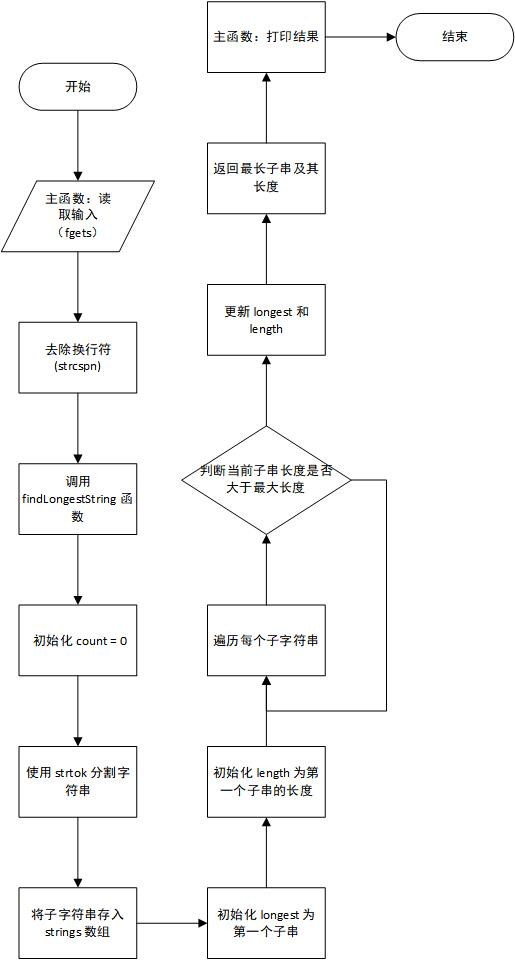 开始
主函数：读
取输入
（fgets）
去除换行符
(strcspn)
调用
findLongestString 函
数
初始化 count = 0
使用 strtok 分割字
符串
将子字符串存入
strings 数组
初始化 longest 为
第一个子串
初始化 length 为第
一个子串的长度
遍历每个子字符串
判断当前子串长度是否
大于最大长度
更新 longest 和
length
返回最长子串及其
长度
主函数：打印结果
结束